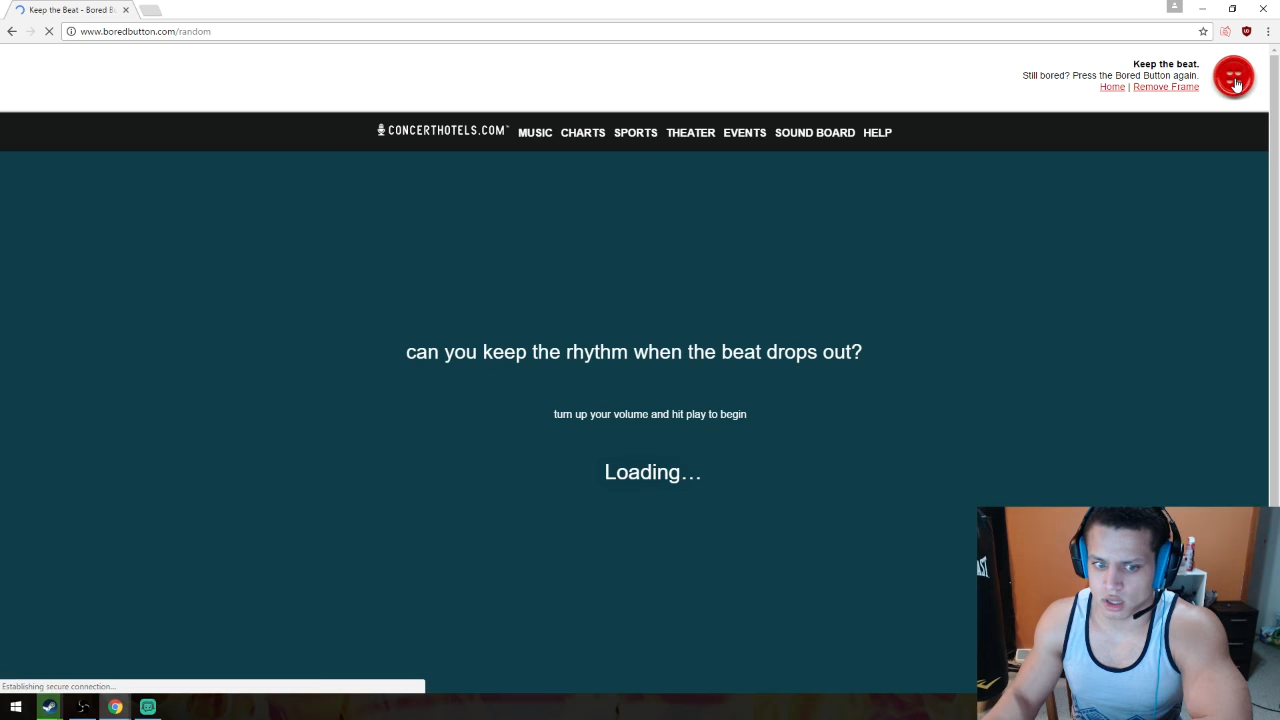 Keep the Beat - Bored B
www.boredbutton.com/random
Keep the beat.
Still bored? Press the Bored Button again.
Home | Remove Frame
CONCERTHOTELS.COM™ MUSIC CHARTS SPORTS THEATER EVENTS SOUND BOARD HELP
can you keep the rhythm when the beat drops out?
turn up your volume and hit play to begin
Loading...
Establishing secure connection...